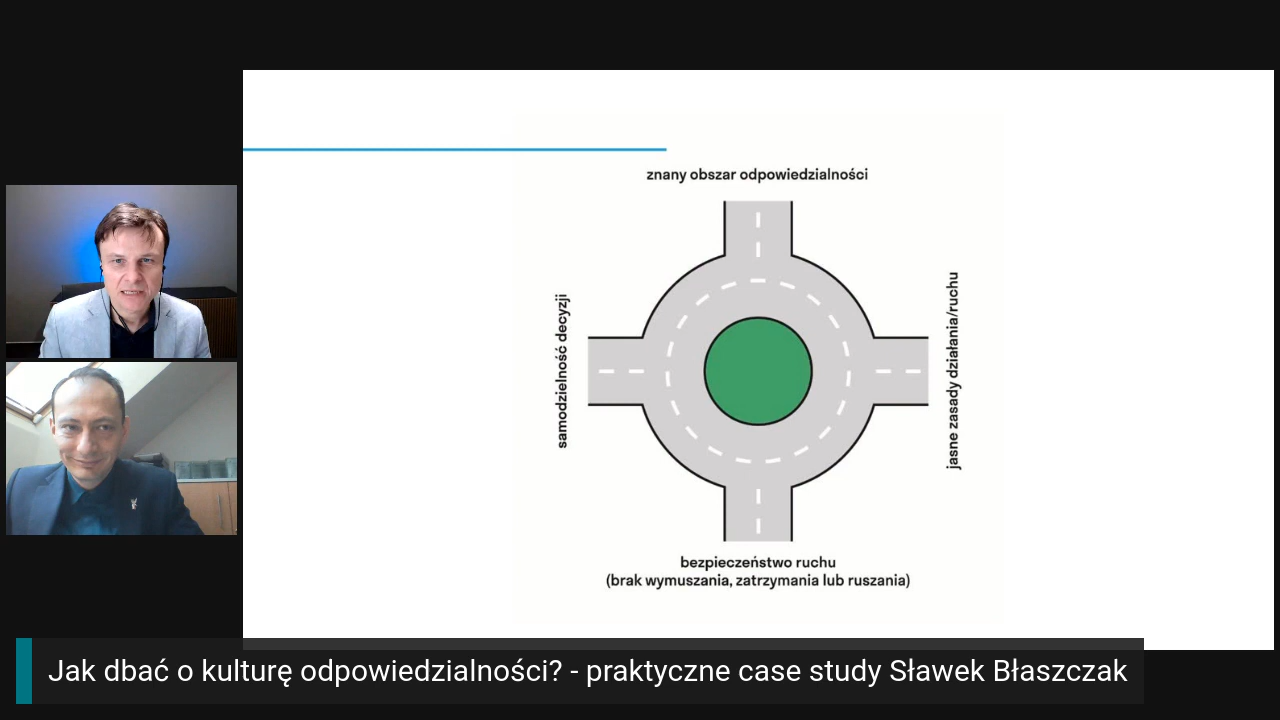 znany obszar odpowiedzialności
samodzielność decyzji
jasne zasady działania/ruchu
bezpieczeństwo ruchu
(brak wymuszania, zatrzymania lub ruszania)
Jak dbać o kulturę odpowiedzialności? - praktyczne case study Sławek Błaszczak